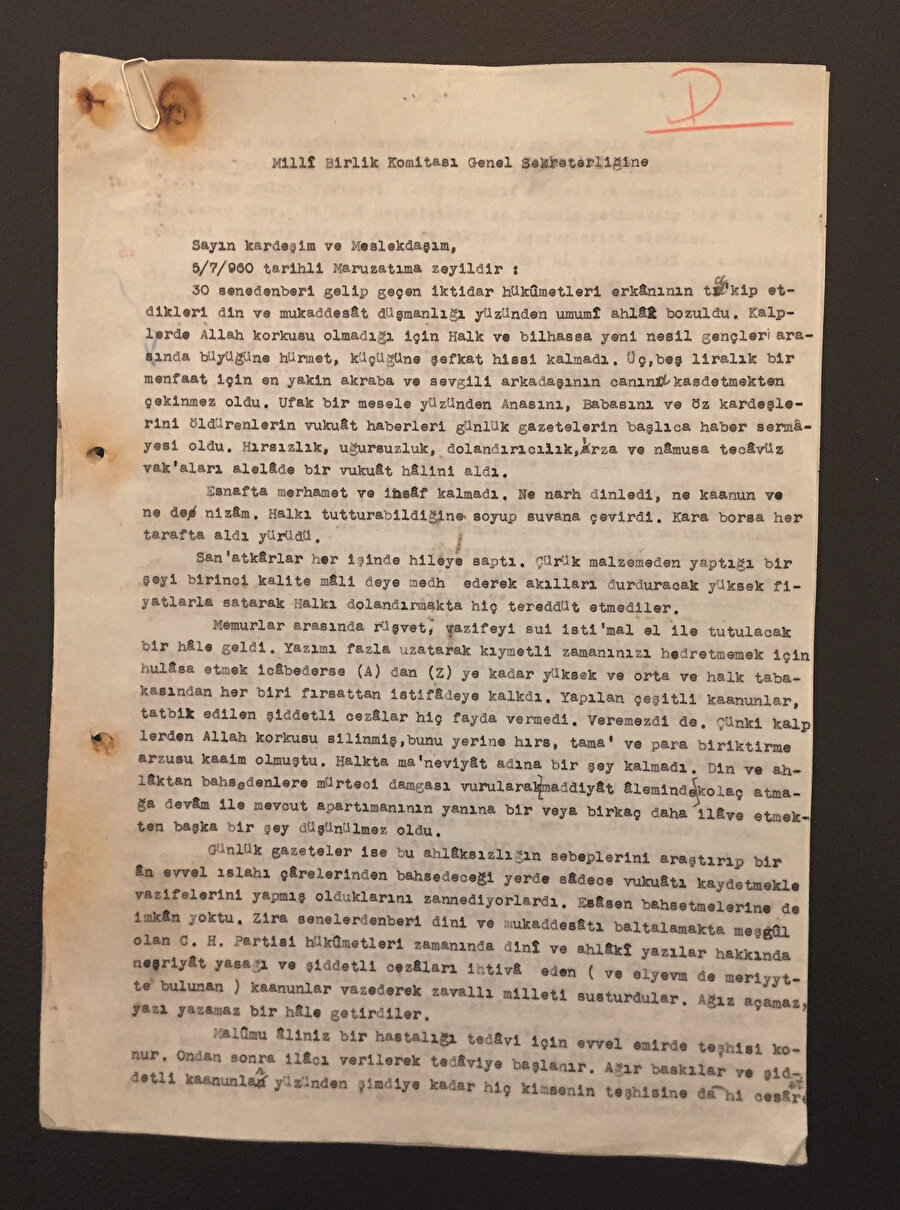 D
Millî Birlik Komitası Genel Sekreterliğine
Sayın kardeşim ve Meslekdaşım,
5/7/960 tarihli Maruzatıma zeyildir :
30 senedenberi gelip geçen iktidar hükûmetleri erkânının ta'kip et-
dikleri din ve mukaddesât düşmanlığı yüzünden umumî ahlâk bozuldu. Kalp-
lerde Allah korkusu olmadığı için Halk ve bilhassa yeni nesil gençleri ara-
sında büyüğüne hürmet, küçüğüne şefkat hissi kalmadı. Üç,beş liralık bir
menfaat için en yakin akraba ve sevgili arkadaşının canına kasdetmekten
çekinmez oldu. Ufak bir mesele yüzünden Anasını, Babasını ve öz kardeşle-
rini öldürenlerin vukuât haberleri günlük gazetelerin başlıca haber sermâ-
yesi oldu. Hırsızlık, uğursuzluk, dolandırıcılık,ârza ve nâmusa tecâvüz
vak'aları alelâde bir vukuât hâlini aldı.
Esnafta merhamet ve insâf kalmadı. Ne narh dinledi, ne kaanun ve
ne de nizâm. Halkı tutturabildiğine soyup suvana çevirdi. Kara borsa her
tarafta aldı yürüdü.
San'atkârlar her işinde hileye saptı. Çürük malzemeden yaptığı bir
şeyi birinci kalite mâli deye medh ederek akılları durduracak yüksek fi-
yatlarla satarak Halkı dolandırmakta hiç tereddüt etmediler.
Memurlar arasında rüşvet, vazifeyi sui isti'mal el ile tutulacak
bir hâle geldi. Yazımı fazla uzatarak kıymetli zamanınızı hedretmemek için
hulâsa etmek icâbederse (A) dan (Z) ye kadar yüksek ve orta ve halk taba-
kasından her biri fırsattan istifâdeye kalkdı. Yapılan çeşitli kaanunlar,
tatbik edilen şiddetli cezâlar hiç fayda vermedi. Veremezdi de. Çünki kalp
lerden Allah korkusu silinmiş,bunu yerine hırs, tama' ve para biriktirme
arzusu kaaim olmuştu. Halkta ma'neviyât adına bir şey kalmadı. Din ve ah-
lâktan bahsedenlere mürteci damgası vurularak maddiyât âleminde kolaç atma-
ğa devâm ile mevcut apartımanının yanına bir veya birkaç daha ilâve etmek-
ten başka bir şey düşünülmez oldu.
Günlük gazeteler ise bu ahlâksızlığın sebeplerini araştırıp bir
ân evvel islahı çârelerinden bahsedeceği yerde sâdece vukuâtı kaydetmekle
vazifelerini yapmış olduklarını zannediyorlardı. Esâsen bahsetmelerine de
imkân yoktu. Zira senelerdenberi dini ve mukaddesâtı baltalamakta meşgûl
olan C. H. Partisi hükûmetleri zamanında dinî ve ahlâkî yazılar hakkında
neşriyât yasağı ve şiddetli cezâları ihtivâ eden ( ve elyevm de meriyyt-
te bulunan ) kaanunlar vazederek zavallı milleti susturdular. Ağız açamaz,
yazı yazamaz bir hâle getirdiler.
Malûmu âliniz bir hastalığı tedâvi için evvel emirde teşhisi ko-
nur. Ondan sonra ilâcı verilerek tedâviye başlanır. Ağır baskılar ve şid-
detli kaanunlar yüzünden şimdiye kadar hiç kimsenin teşhisine da hi cesâret